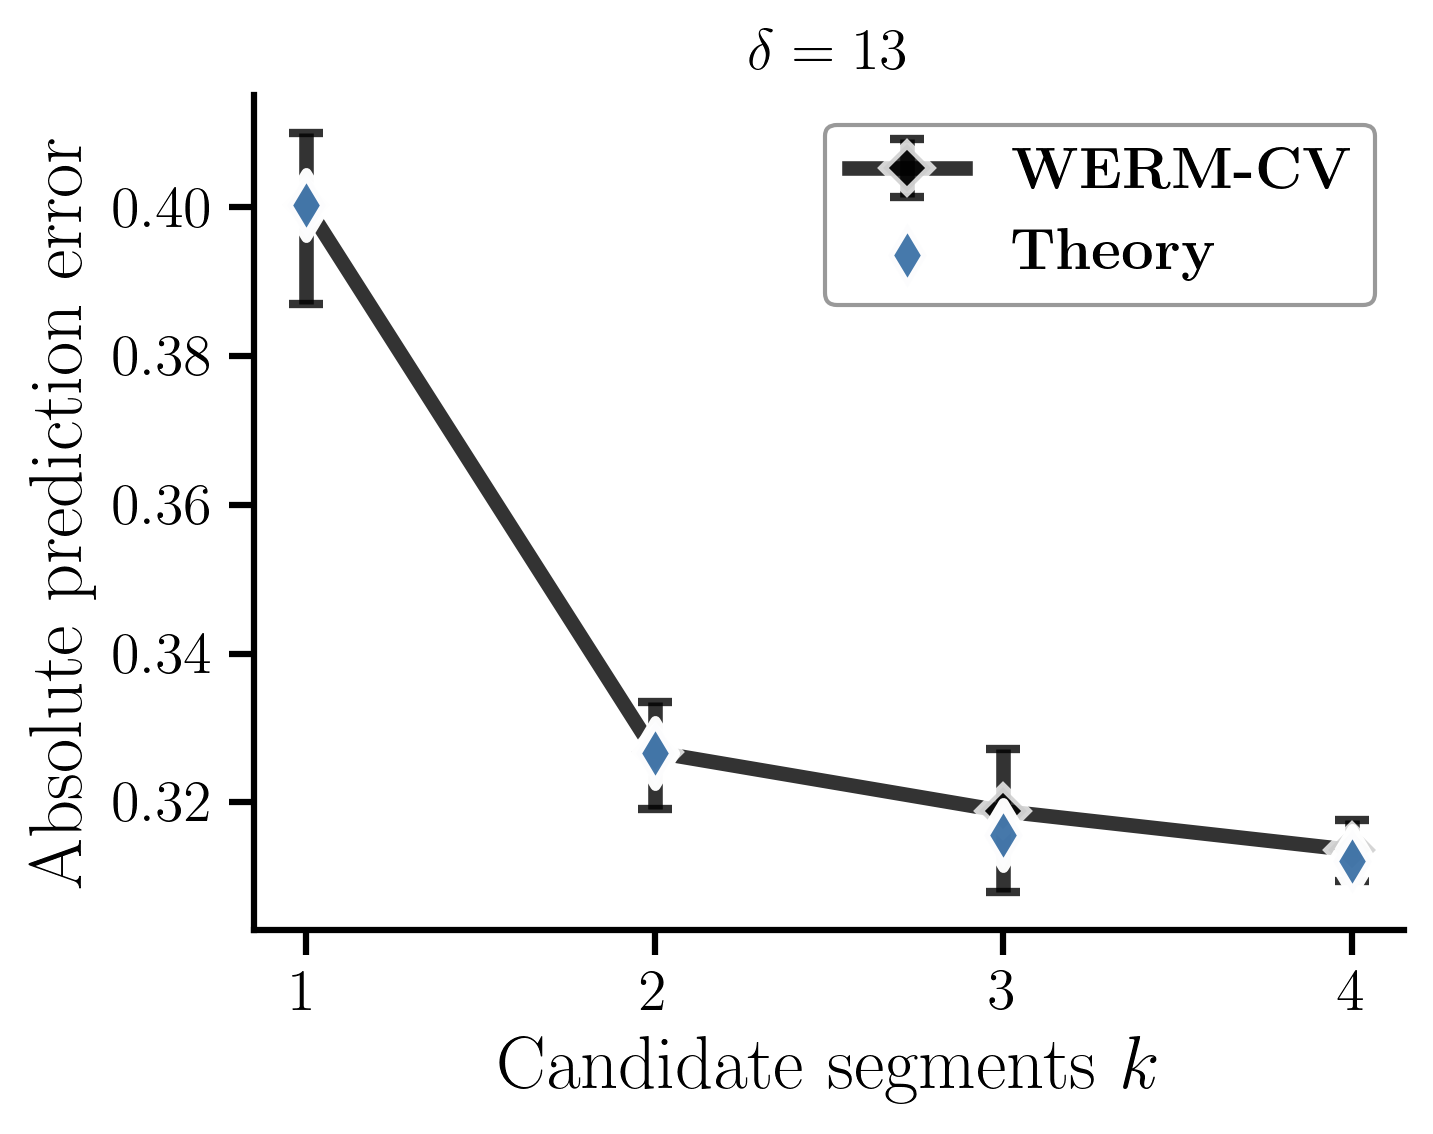 δ = 13
WERM-CV
Theory
Absolute prediction error
0.40
0.38
0.36
0.34
0.32
1 2 3 4
Candidate segments k